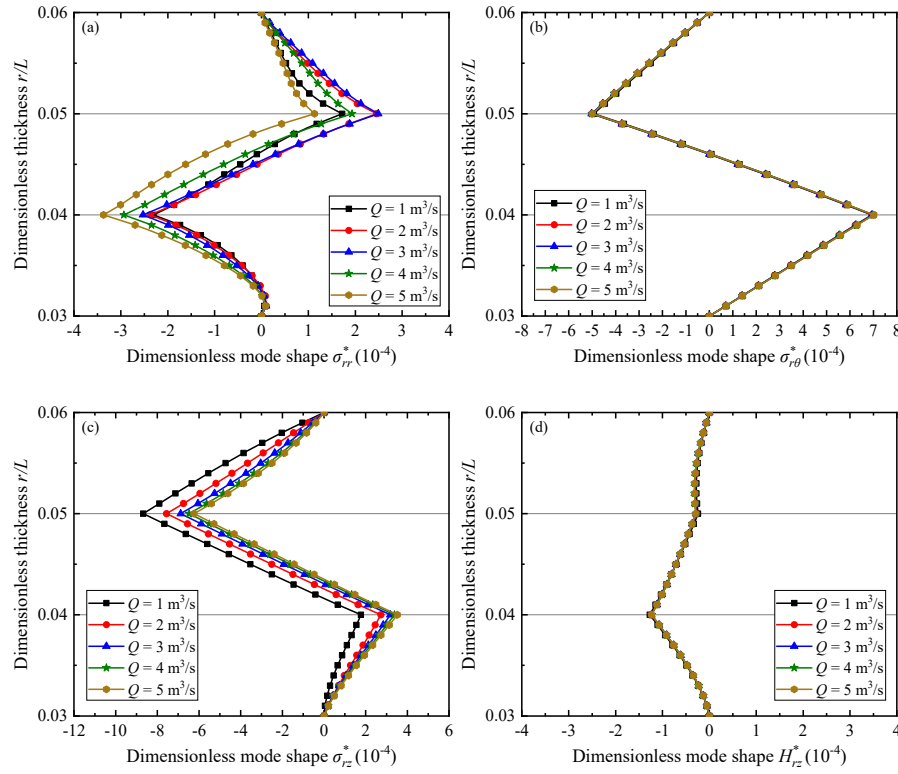 (a)
0.06
0.05
0.04
0.03
Dimensionless thickness r/L
Q = 1 m³/s
Q = 2 m³/s
Q = 3 m³/s
Q = 4 m³/s
Q = 5 m³/s
-4 -3 -2 -1 0 1 2 3 4
Dimensionless mode shape σ*rr (10-4)
(b)
0.06
0.05
0.04
0.03
Dimensionless thickness r/L
Q = 1 m³/s
Q = 2 m³/s
Q = 3 m³/s
Q = 4 m³/s
Q = 5 m³/s
-8 -7 -6 -5 -4 -3 -2 -1 0 1 2 3 4 5 6 7 8
Dimensionless mode shape σ*rθ (10-4)
(c)
0.06
0.05
0.04
0.03
Dimensionless thickness r/L
Q = 1 m³/s
Q = 2 m³/s
Q = 3 m³/s
Q = 4 m³/s
Q = 5 m³/s
-12 -10 -8 -6 -4 -2 0 2 4 6
Dimensionless mode shape σ*rz (10-4)
(d)
0.06
0.05
0.04
0.03
Dimensionless thickness r/L
Q = 1 m³/s
Q = 2 m³/s
Q = 3 m³/s
Q = 4 m³/s
Q = 5 m³/s
-4 -3 -2 -1 0 1 2 3 4
Dimensionless mode shape H*rz (10-4)